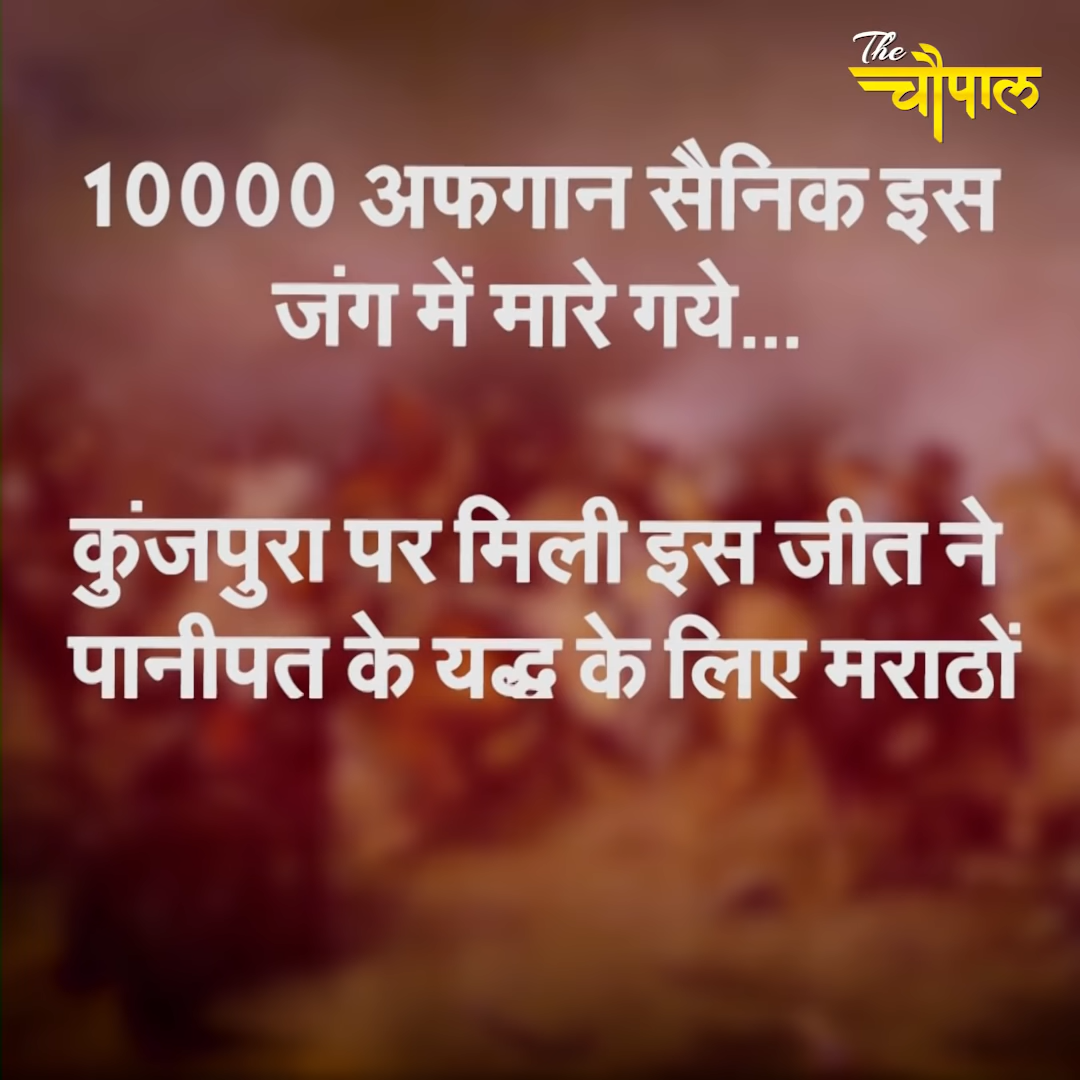 The
चौपाल
10000 अफगान सैनिक इस
जंग में मारे गये...
कुंजपुरा पर मिली इस जीत ने
पानीपत के यद्ध के लिए मराठों